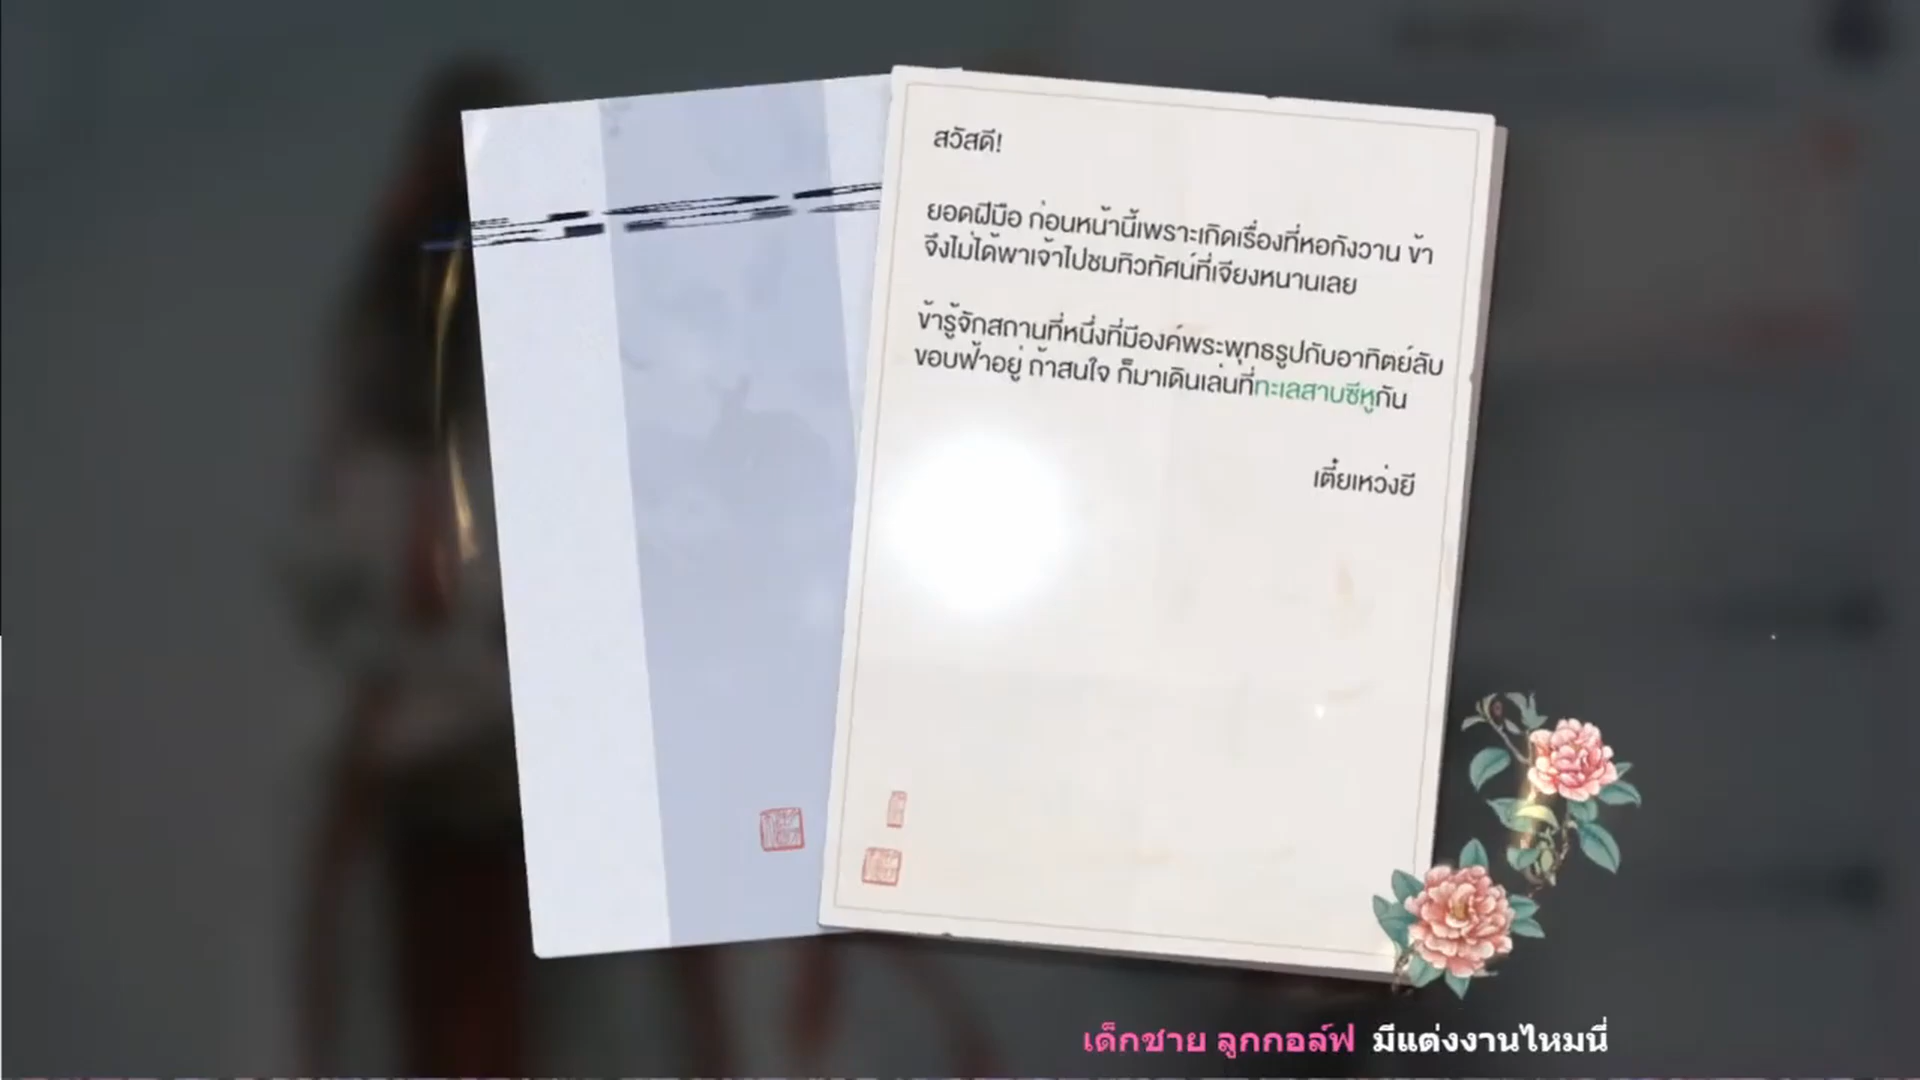 สวัสดี!
ยอดฝีมือ ก่อนหน้านี้เพราะเกิดเรื่องที่หอกังวาน ข้า
จึงไม่ได้พาเจ้าไปชมทิวทัศน์ที่เจียงหนานเลย
ข้ารู้จักสถานที่หนึ่งที่มีองค์พระพุทธรูปกับอาทิตย์ลับ
ขอบฟ้าอยู่ ถ้าสนใจ ก็มาเดินเล่นที่ทะเลสาบซีหูกัน
เตี๋ยเหว่งยี
เด็กชาย ลูกกอล์ฟ มีแต่งงานไหมนี่